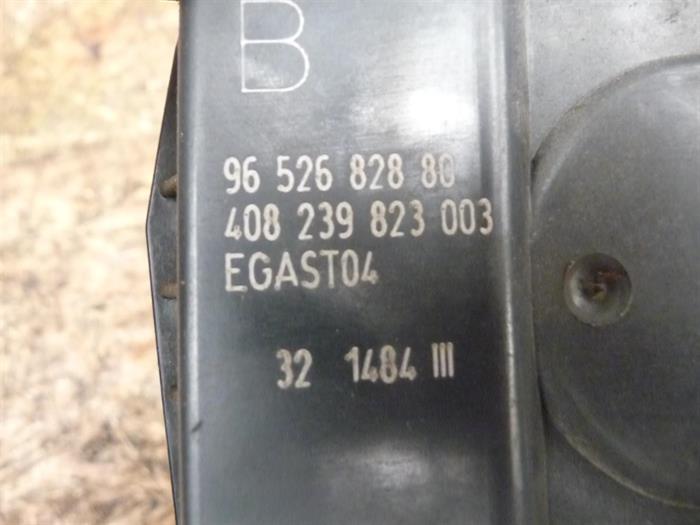 B
96 526 828 80
408 239 823 003
EGAST04
32 1484 III